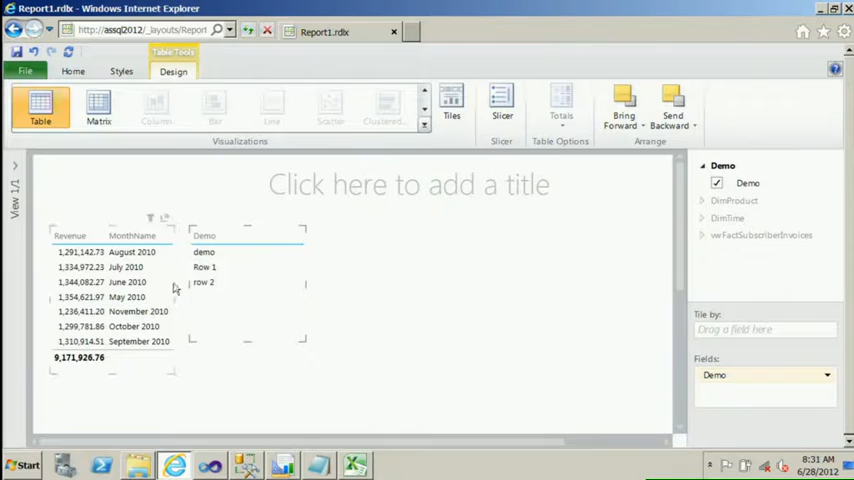 Report1.rdlx - Windows Internet Explorer
http://assql2012/_layouts/Report
Report1.rdlx
Table Tools
File
Home
Styles
Design
Table
Matrix
Column
Bar
Line
Scatter
Clustered...
Tiles
Slicer
Totals
Bring
Forward
Send
Backward
Visualizations
Slicer
Table Options
Arrange
View 1/1
Click here to add a title
Revenue MonthName
1,291,142.73 August 2010
1,334,972.23 July 2010
1,344,082.27 June 2010
1,354,621.97 May 2010
1,236,411.20 November 2010
1,299,781.86 October 2010
1,310,914.51 September 2010
9,171,926.76
Demo
demo
Row 1
row 2
Demo
Demo
DimProduct
DimTime
vwFactSubscriberInvoices
Tile by:
Drag a field here
Fields:
Demo
Start
8:31 AM
6/28/2012